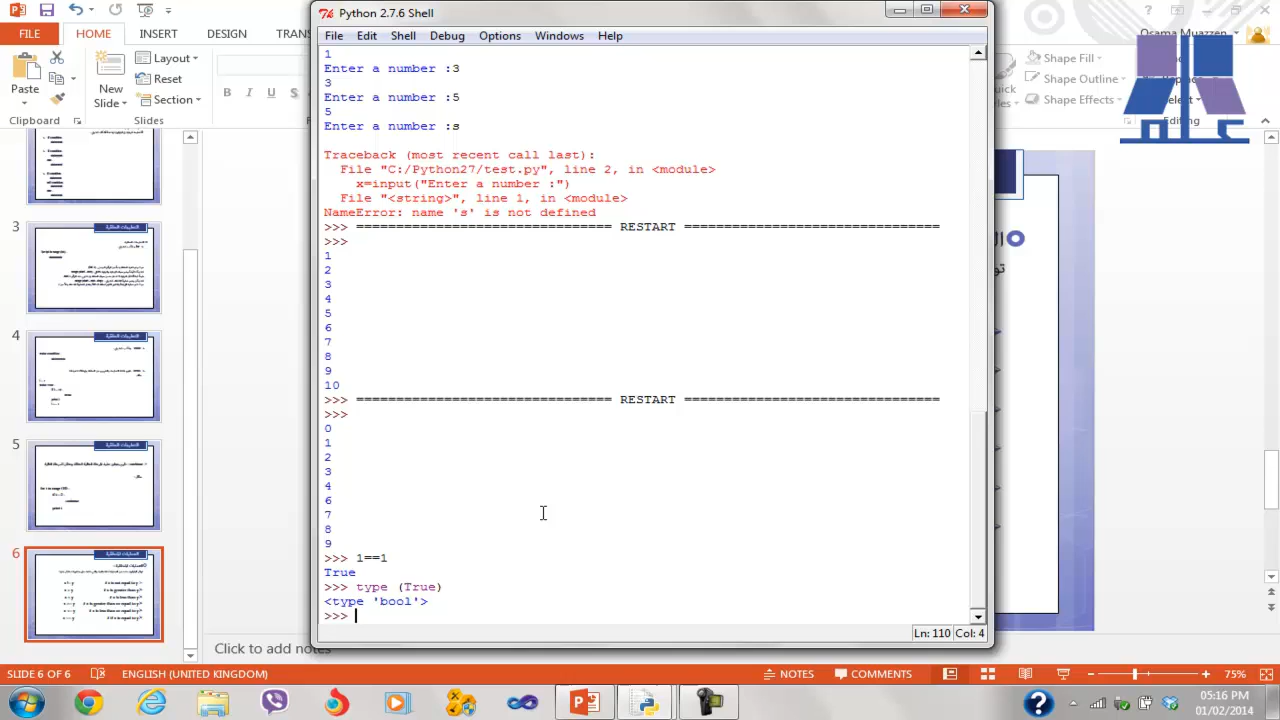 Python 2.7.6 Shell
FILE HOME INSERT DESIGN TRANS
Osama Muazzen
File Edit Shell Debug Options Windows Help
Paste
New
Slide
Layout
Reset
Section
B I U S
Clipboard
Slides
Shape Fill
Shape Outline
Shape Effects
Editing
1
Enter a number :3
3
Enter a number :5
5
Enter a number :s
Traceback (most recent call last):
File "C:/Python27/test.py", line 2, in <module>
x=input("Enter a number :")
File "<string>", line 1, in <module>
NameError: name 's' is not defined
>>> ================================ RESTART ================================
>>>
1
2
3
4
5
6
7
8
9
10
>>> ================================ RESTART ================================
>>>
0
1
2
3
4
6
7
8
9
>>> 1==1
True
>>> type (True)
<type 'bool'>
>>>
Ln: 110 Col: 4
3
4
5
6
Click to add notes
SLIDE 6 OF 6
ENGLISH (UNITED KINGDOM)
NOTES
COMMENTS
75%
05:16 PM
01/02/2014